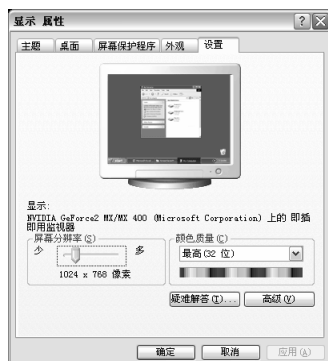 显示 属性
主题 桌面 屏幕保护程序 外观 设置
显示:
NVIDIA GeForce2 MX/MX 400 (Microsoft Corporation) 上的 即插
即用监视器
屏幕分辨率(S) 颜色质量(C)
少 多 最高(32 位)
1024 x 768 像素
疑难解答(T)... 高级(V)
确定 取消 应用(A)